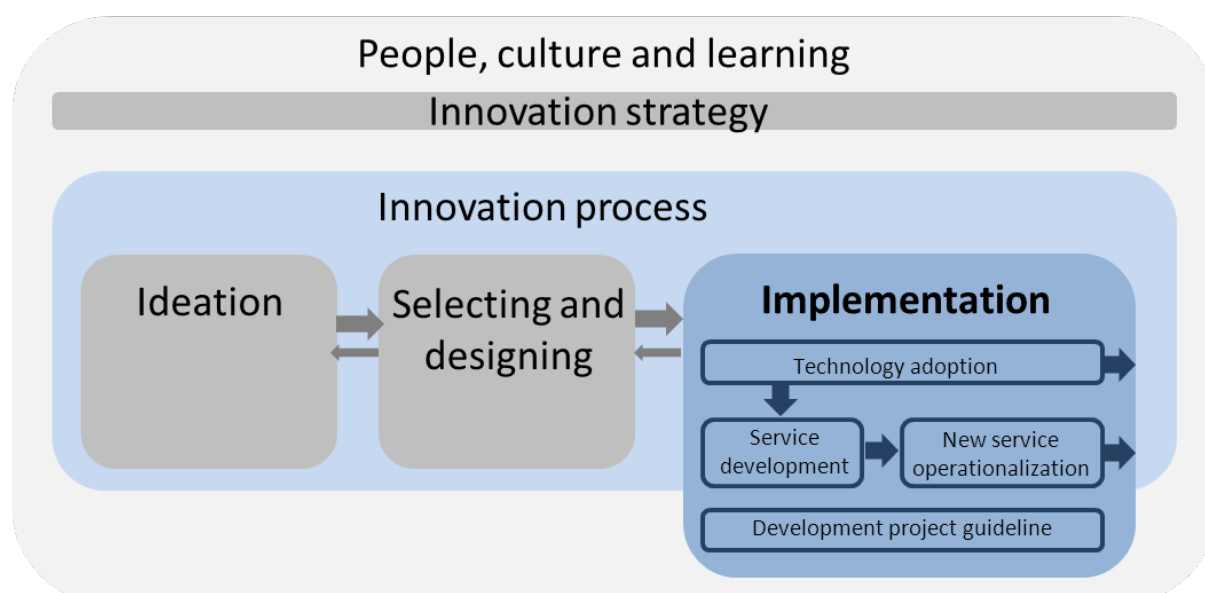 People, culture and learning
Innovation strategy
Innovation process
Ideation
Selecting and
designing
Implementation
Technology adoption
Service
development
New service
operationalization
Development project guideline